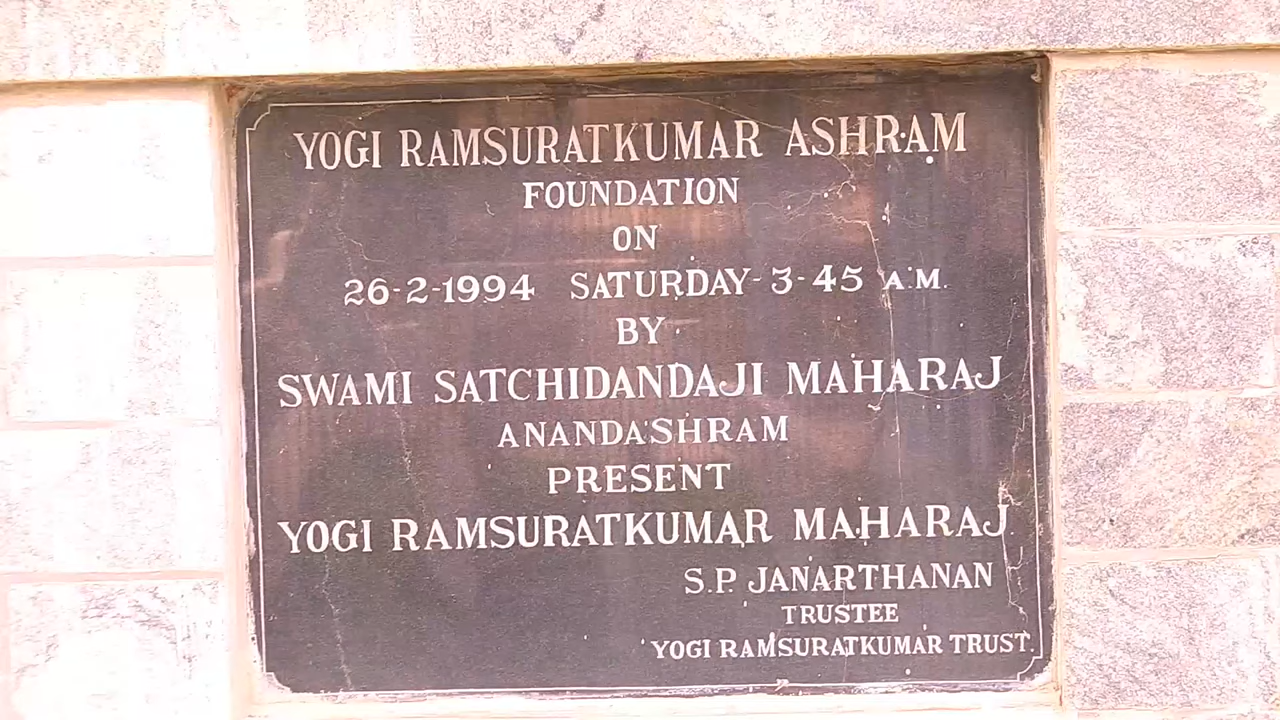 YOGI RAMSURATKUMAR ASHRAM
FOUNDATION
ON
26-2-1994 SATURDAY-3-45 A.M.
BY
SWAMI SATCHIDANDAJI MAHARAJ
ANANDASHRAM
PRESENT
YOGI RAMSURATKUMAR MAHARAJ
S.P. JANARTHANAN
TRUSTEE
YOGI RAMSURATKUMAR TRUST.